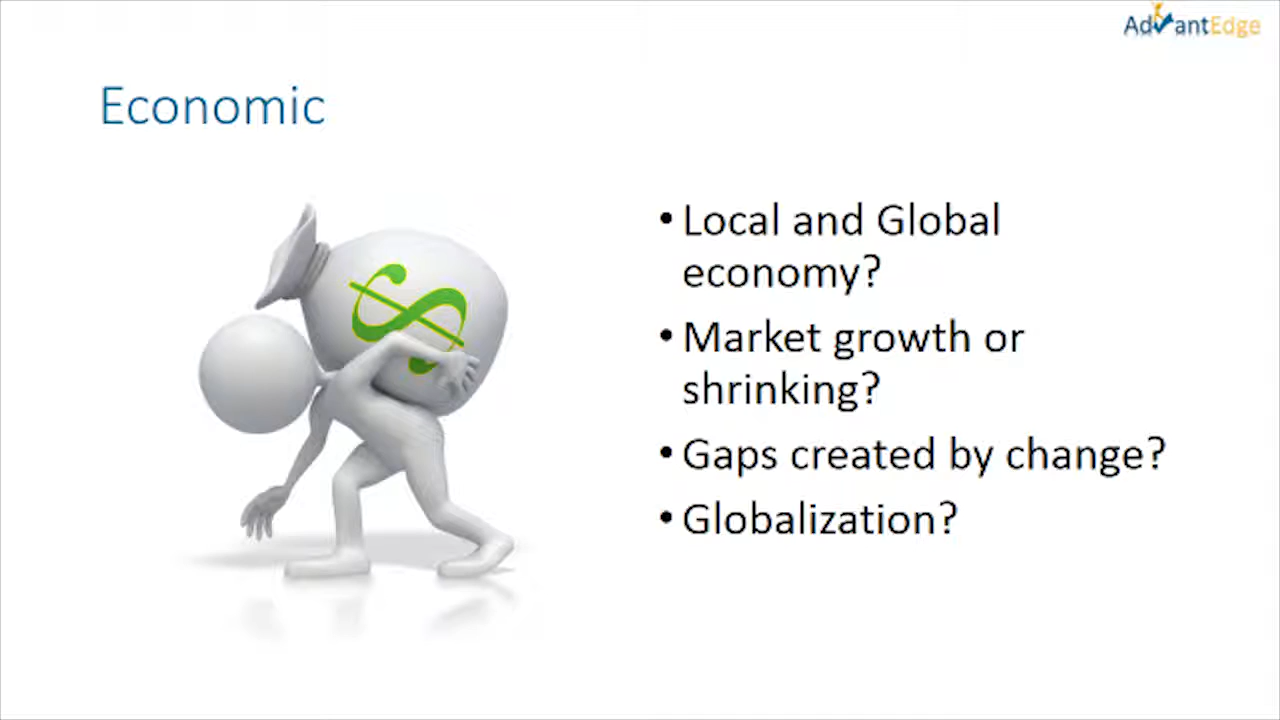 AdvantEdge
Economic
• Local and Global
economy?
• Market growth or
shrinking?
• Gaps created by change?
• Globalization?
$